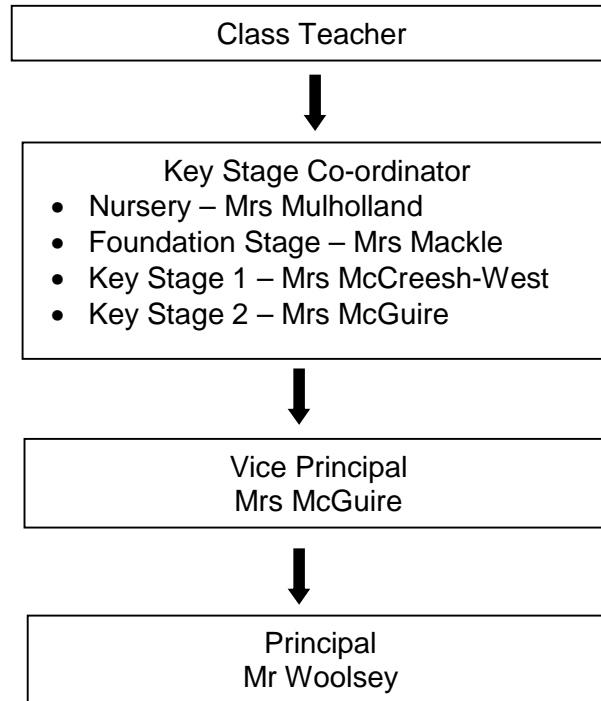 Class Teacher
Key Stage Co-ordinator
• Nursery – Mrs Mulholland
• Foundation Stage – Mrs Mackle
• Key Stage 1 – Mrs McCreesh-West
• Key Stage 2 – Mrs McGuire
Vice Principal
Mrs McGuire
Principal
Mr Woolsey